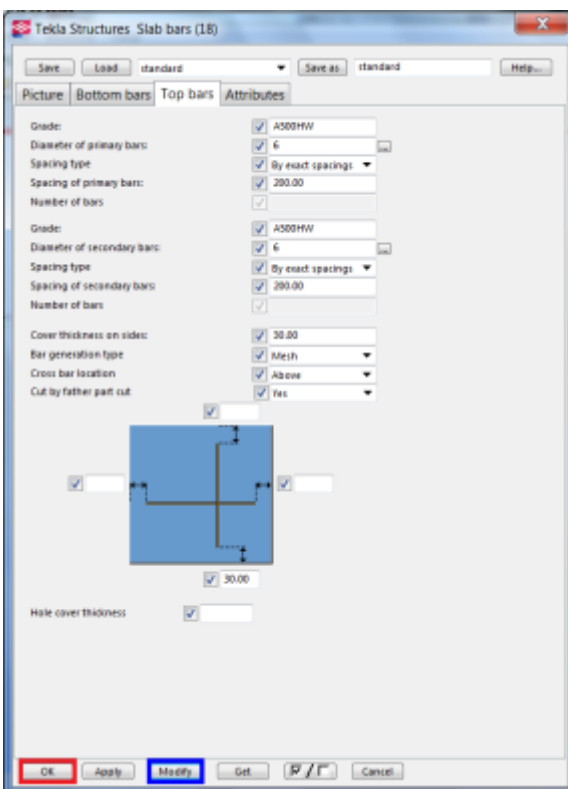 Tekla Structures Slab bars (18)
Save Load standard Save as standard Help...
Picture Bottom bars Top bars Attributes
Grade: A500HW
Diameter of primary bars: 6 ...
Spacing type By exact spacings
Spacing of primary bars: 200.00
Number of bars
Grade: A500HW
Diameter of secondary bars: 6 ...
Spacing type By exact spacings
Spacing of secondary bars: 200.00
Number of bars
Cover thickness on sides: 30.00
Bar generation type Mesh
Cross bar location Above
Cut by father part cut Yes
30.00
Hole cover thickness
OK Apply Modify Get / Cancel